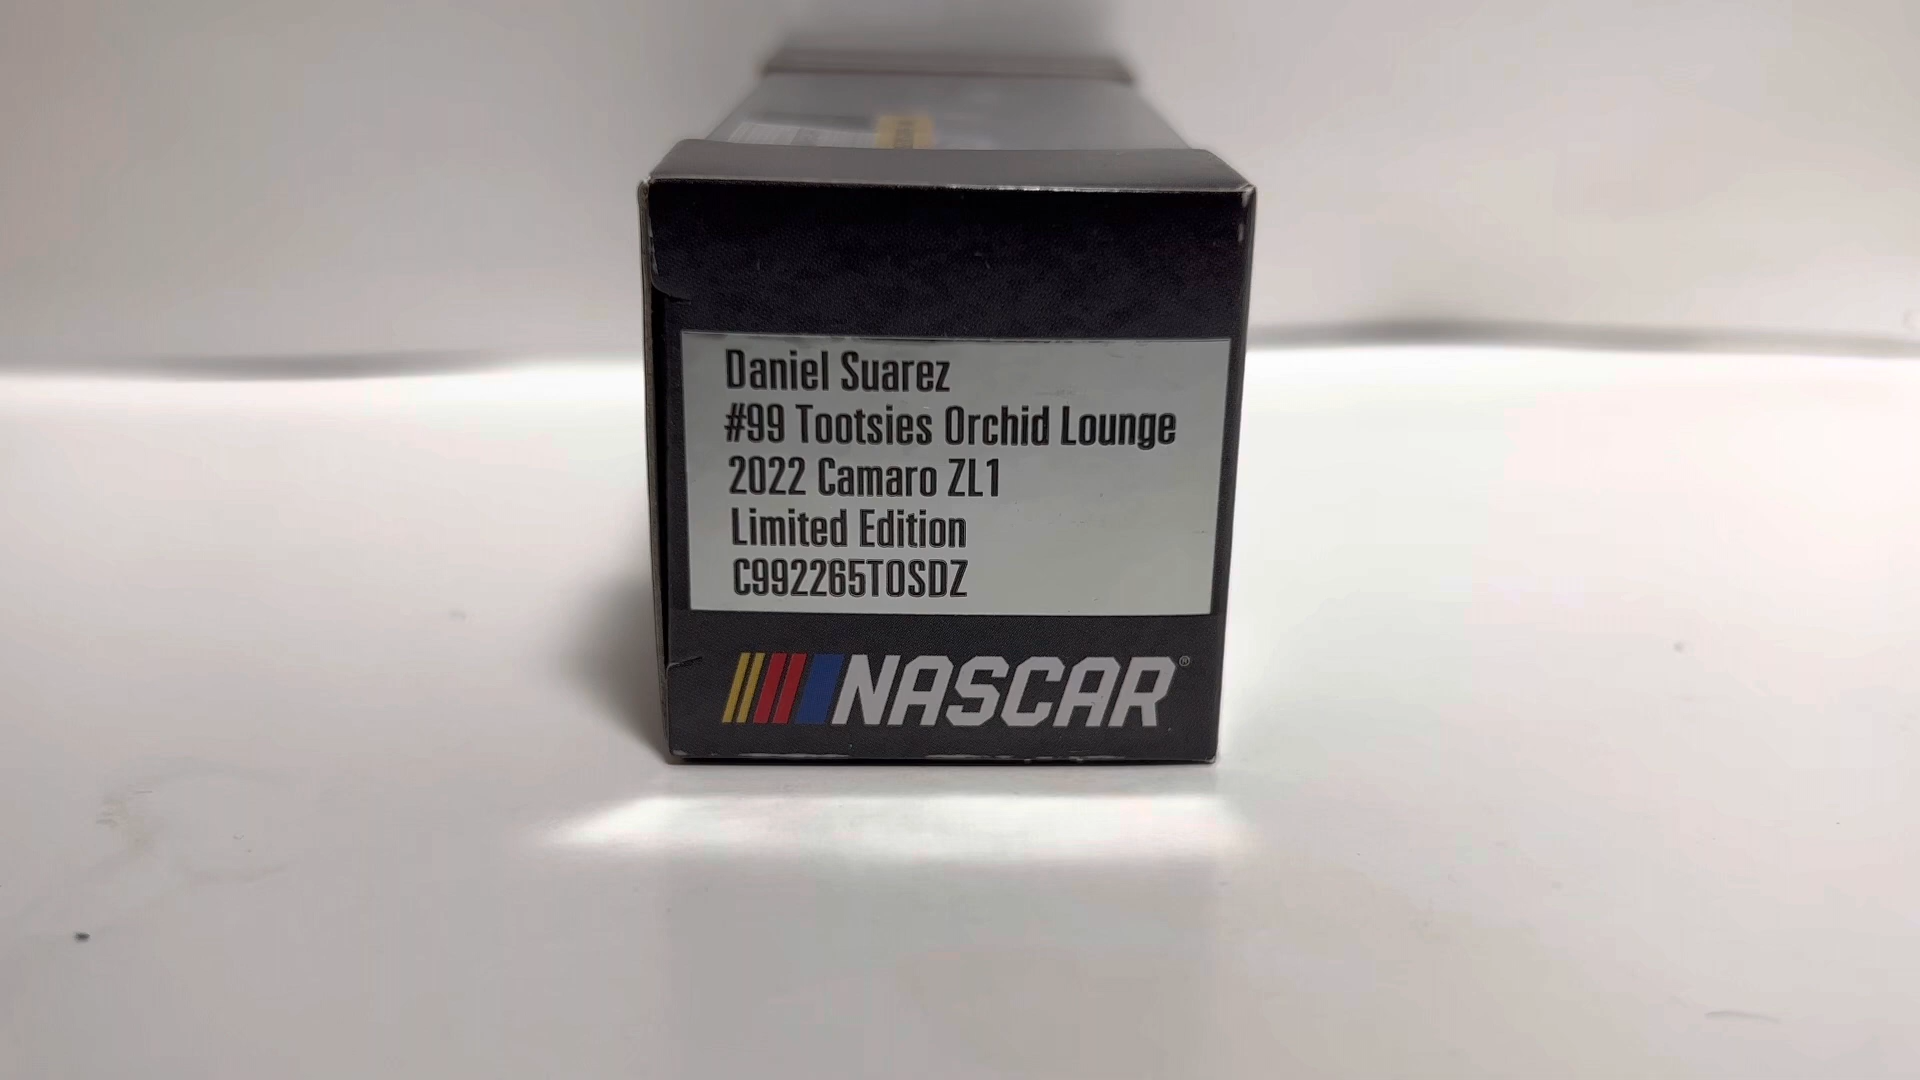 Daniel Suarez
#99 Tootsies Orchid Lounge
2022 Camaro ZL1
Limited Edition
C992265TOSDZ
NASCAR®